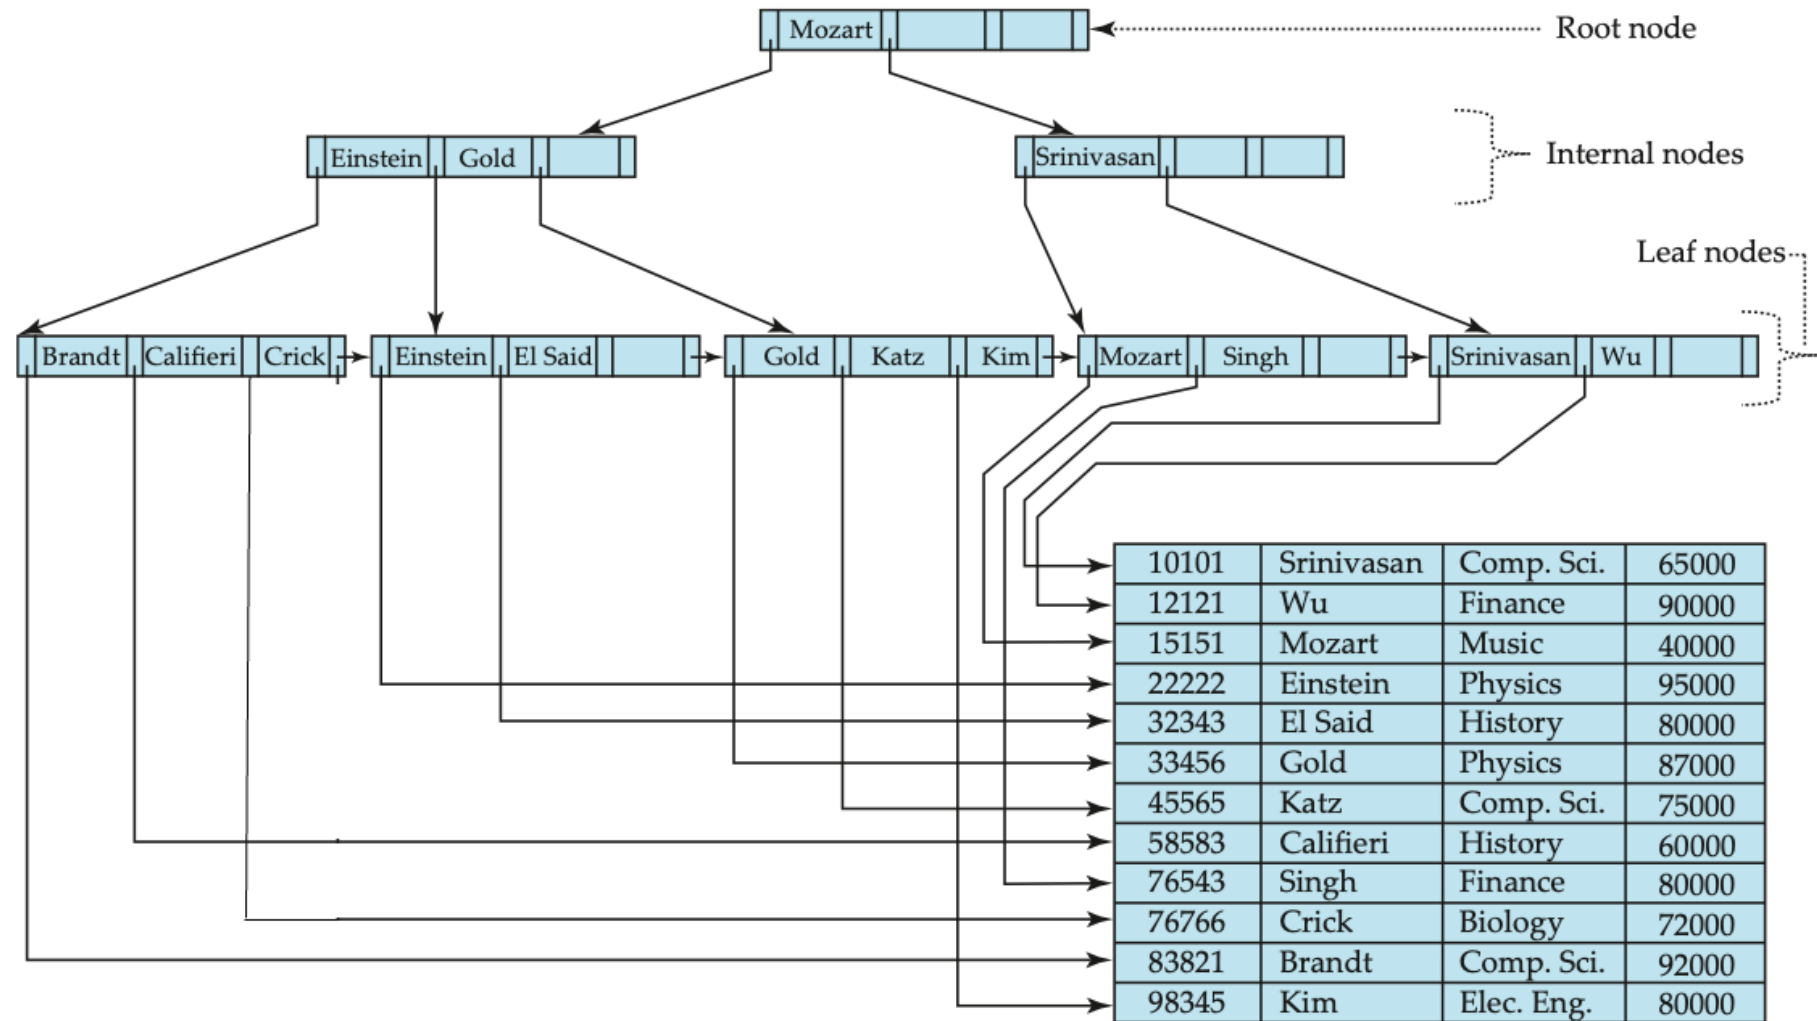 Mozart
Root node
Einstein Gold
Srinivasan
Internal nodes
Leaf nodes
Brandt Califieri Crick
Einstein El Said
Gold Katz Kim
Mozart Singh
Srinivasan Wu
10101 Srinivasan Comp. Sci. 65000
12121 Wu Finance 90000
15151 Mozart Music 40000
22222 Einstein Physics 95000
32343 El Said History 80000
33456 Gold Physics 87000
45565 Katz Comp. Sci. 75000
58583 Califieri History 60000
76543 Singh Finance 80000
76766 Crick Biology 72000
83821 Brandt Comp. Sci. 92000
98345 Kim Elec. Eng. 80000